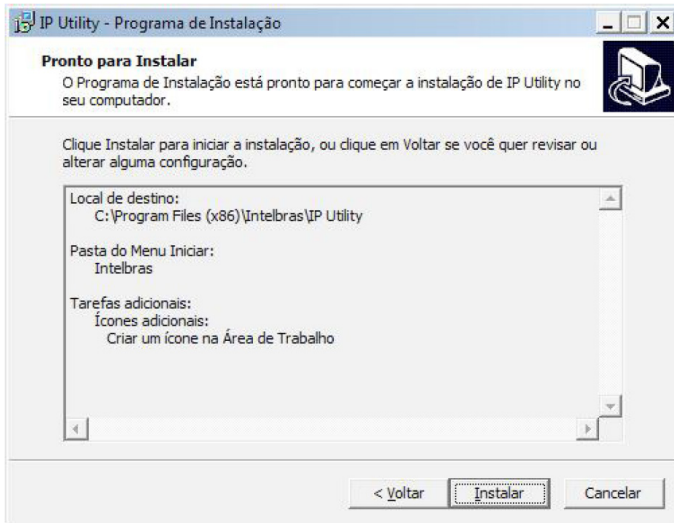 IP Utility - Programa de Instalação
Pronto para Instalar
O Programa de Instalação está pronto para começar a instalação de IP Utility no
seu computador.
Clique Instalar para iniciar a instalação, ou clique em Voltar se você quer revisar ou
alterar alguma configuração.
Local de destino:
C:\Program Files (x86)\Intelbras\IP Utility
Pasta do Menu Iniciar:
Intelbras
Tarefas adicionais:
Ícones adicionais:
Criar um ícone na Área de Trabalho
< Voltar Instalar Cancelar